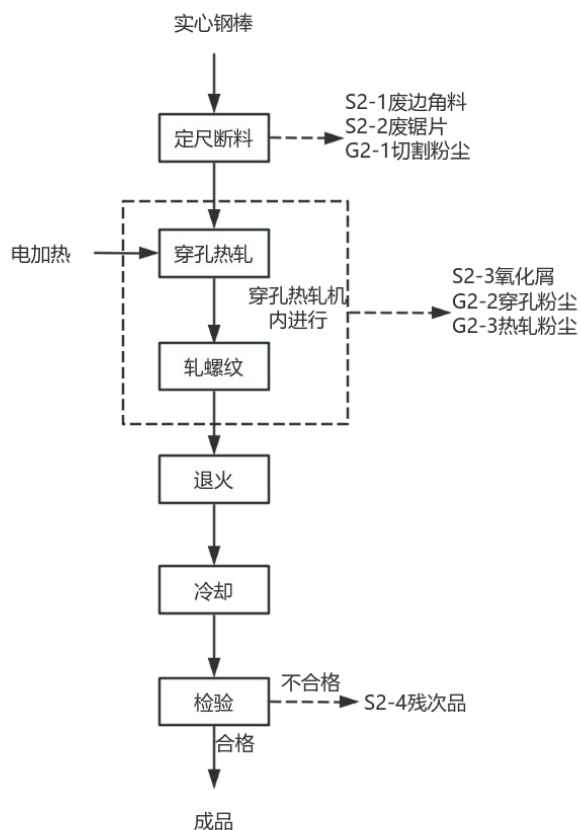 实心钢棒
S2-1废边角料
S2-2废锯片
G2-1切割粉尘
定尺断料
电加热
穿孔热轧
穿孔热轧机
内进行
S2-3氧化屑
G2-2穿孔粉尘
G2-3热轧粉尘
轧螺纹
退火
冷却
检验
不合格
S2-4残次品
合格
成品